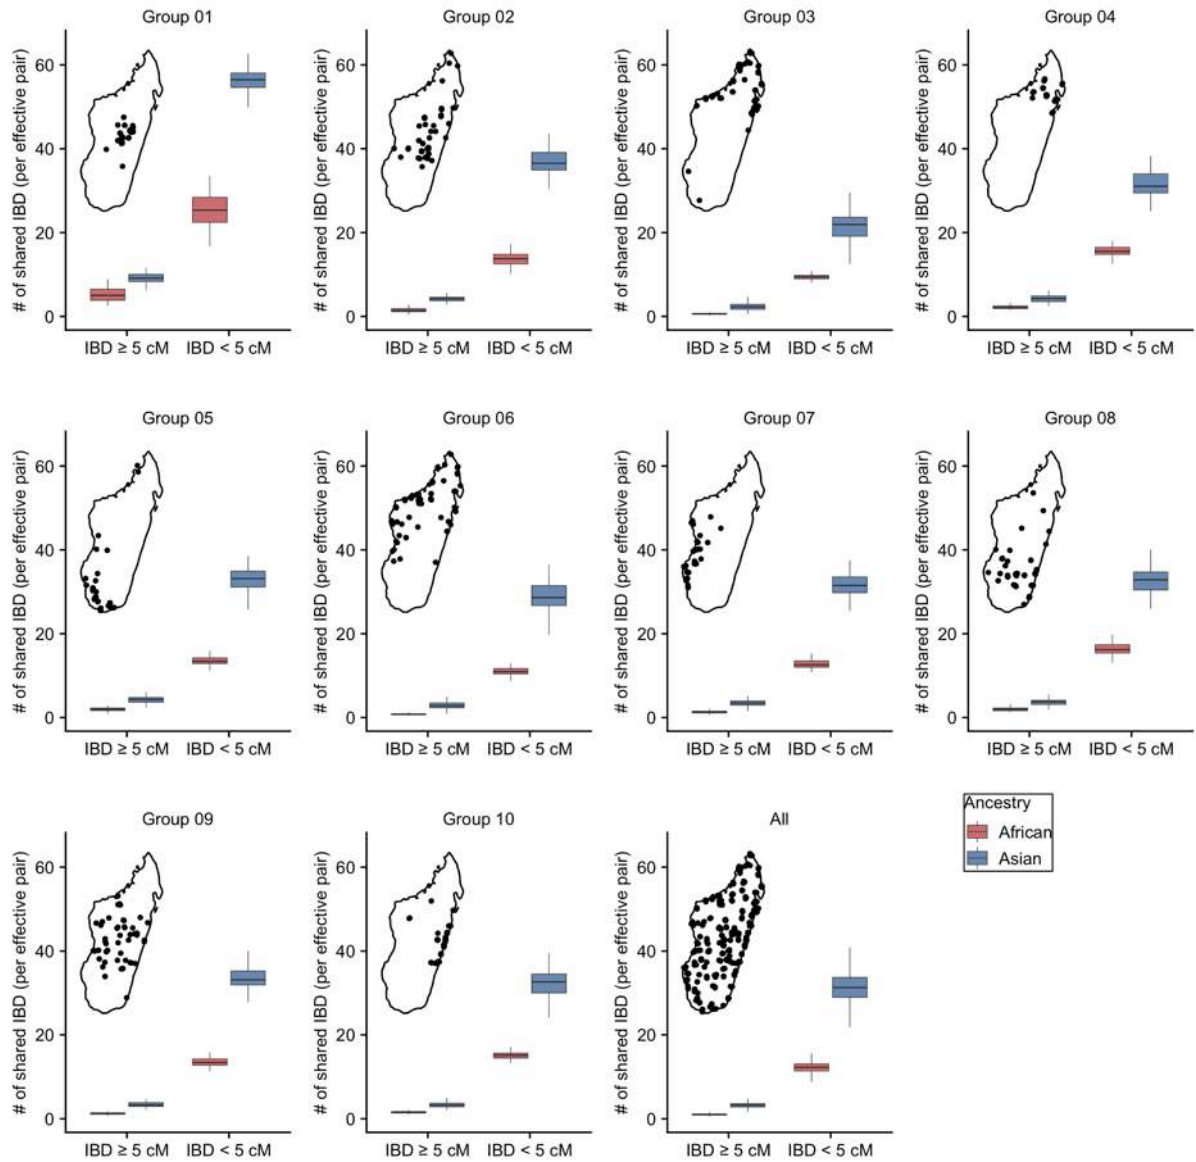 Group 01
Group 02
Group 03
Group 04
# of shared IBD (per effective pair)
60
40
20
0
IBD ≥ 5 cM IBD < 5 cM
# of shared IBD (per effective pair)
60
40
20
0
IBD ≥ 5 cM IBD < 5 cM
# of shared IBD (per effective pair)
60
40
20
0
IBD ≥ 5 cM IBD < 5 cM
# of shared IBD (per effective pair)
60
40
20
0
IBD ≥ 5 cM IBD < 5 cM
Group 05
Group 06
Group 07
Group 08
# of shared IBD (per effective pair)
60
40
20
0
IBD ≥ 5 cM IBD < 5 cM
# of shared IBD (per effective pair)
60
40
20
0
IBD ≥ 5 cM IBD < 5 cM
# of shared IBD (per effective pair)
60
40
20
0
IBD ≥ 5 cM IBD < 5 cM
# of shared IBD (per effective pair)
60
40
20
0
IBD ≥ 5 cM IBD < 5 cM
Group 09
Group 10
All
# of shared IBD (per effective pair)
60
40
20
0
IBD ≥ 5 cM IBD < 5 cM
# of shared IBD (per effective pair)
60
40
20
0
IBD ≥ 5 cM IBD < 5 cM
# of shared IBD (per effective pair)
60
40
20
0
IBD ≥ 5 cM IBD < 5 cM
Ancestry
African
Asian